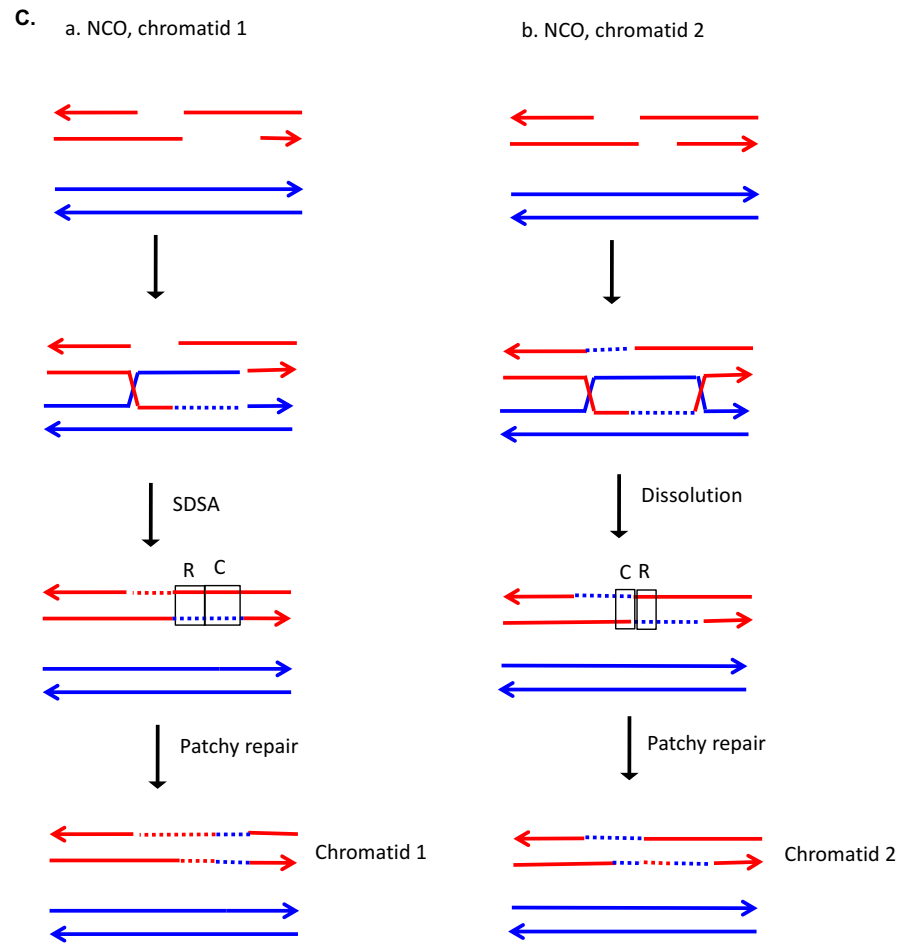 C.
a. NCO, chromatid 1
b. NCO, chromatid 2
SDSA
Dissolution
R C
C R
Patchy repair
Patchy repair
Chromatid 1
Chromatid 2